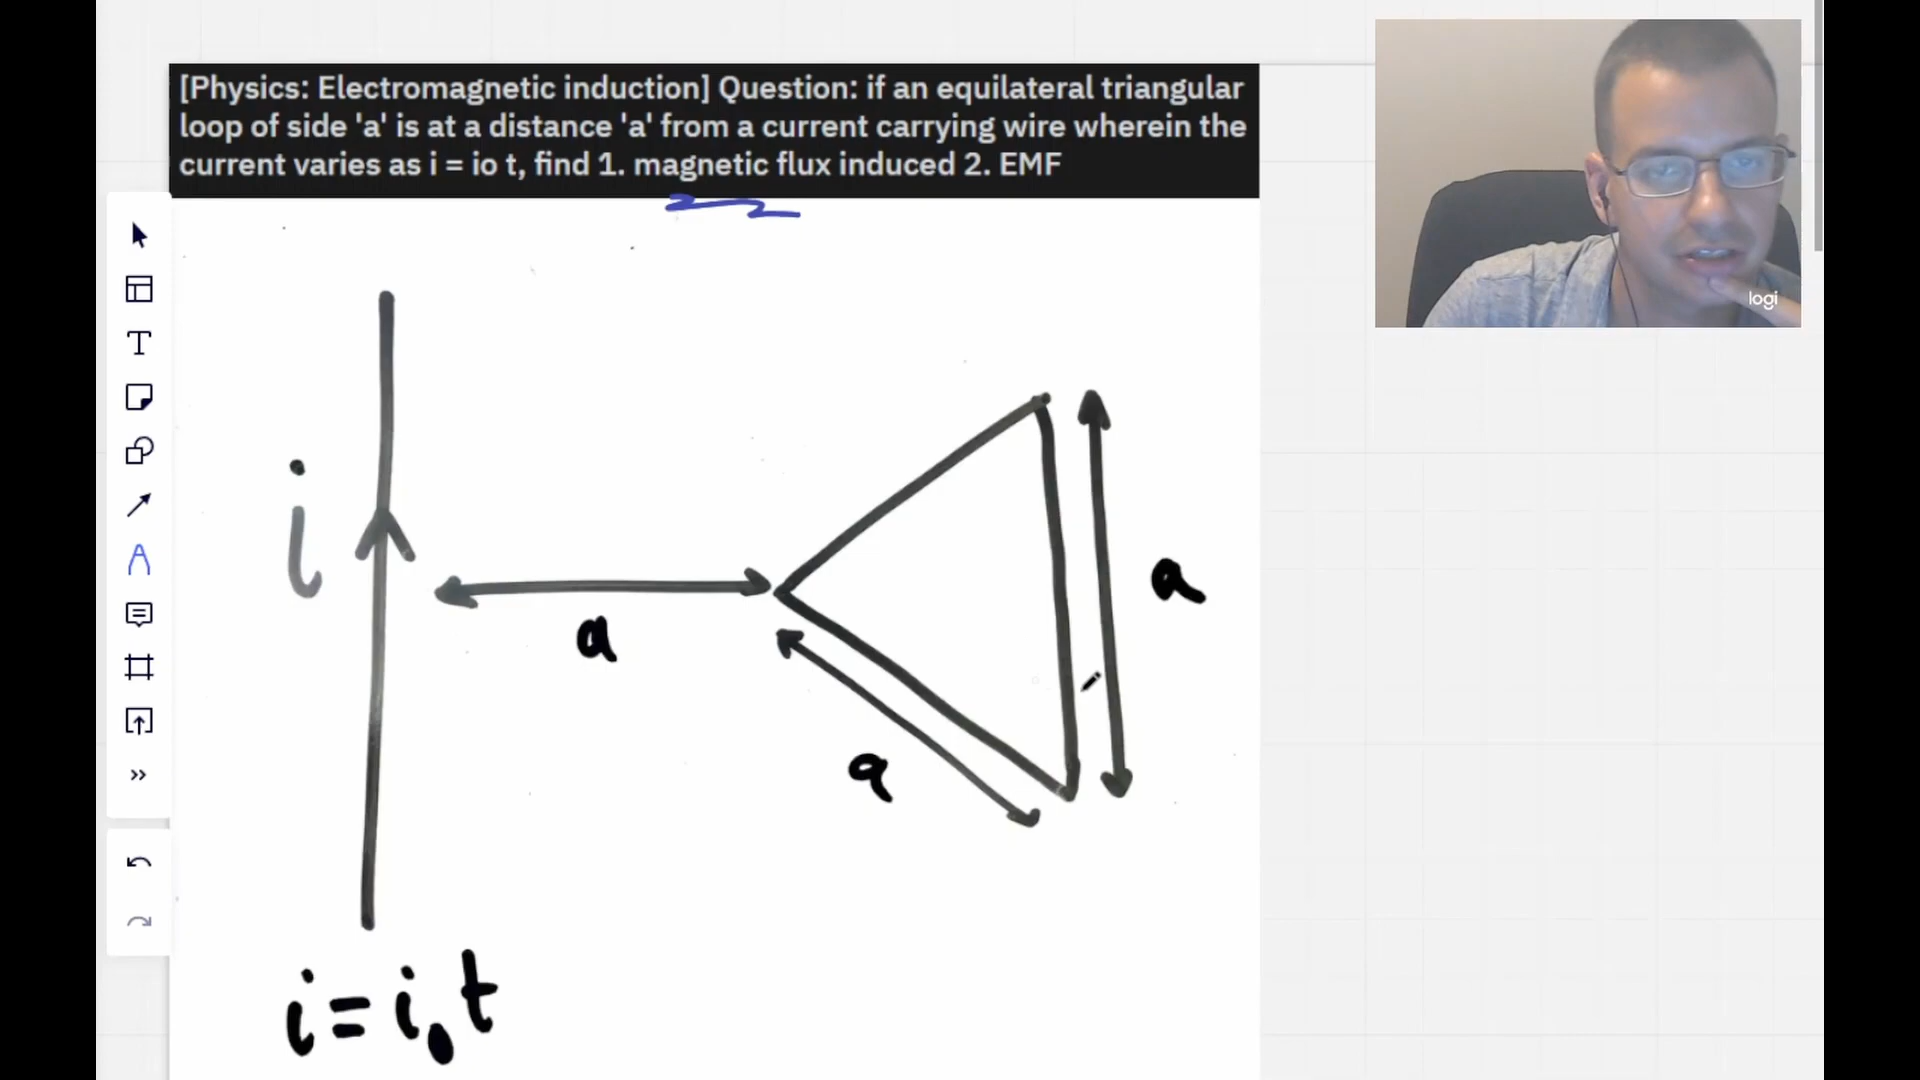 [Physics: Electromagnetic induction] Question: if an equilateral triangular
loop of side 'a' is at a distance 'a' from a current carrying wire wherein the
current varies as i = io t, find 1. magnetic flux induced 2. EMF
logi
i
a
a
a
i = i₀ t